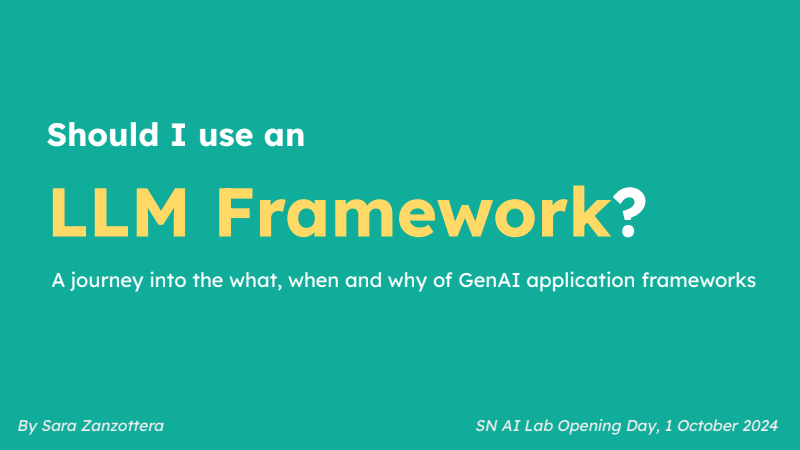 Should I use an
LLM Framework?
A journey into the what, when and why of GenAI application frameworks
By Sara Zanzottera
SN AI Lab Opening Day, 1 October 2024